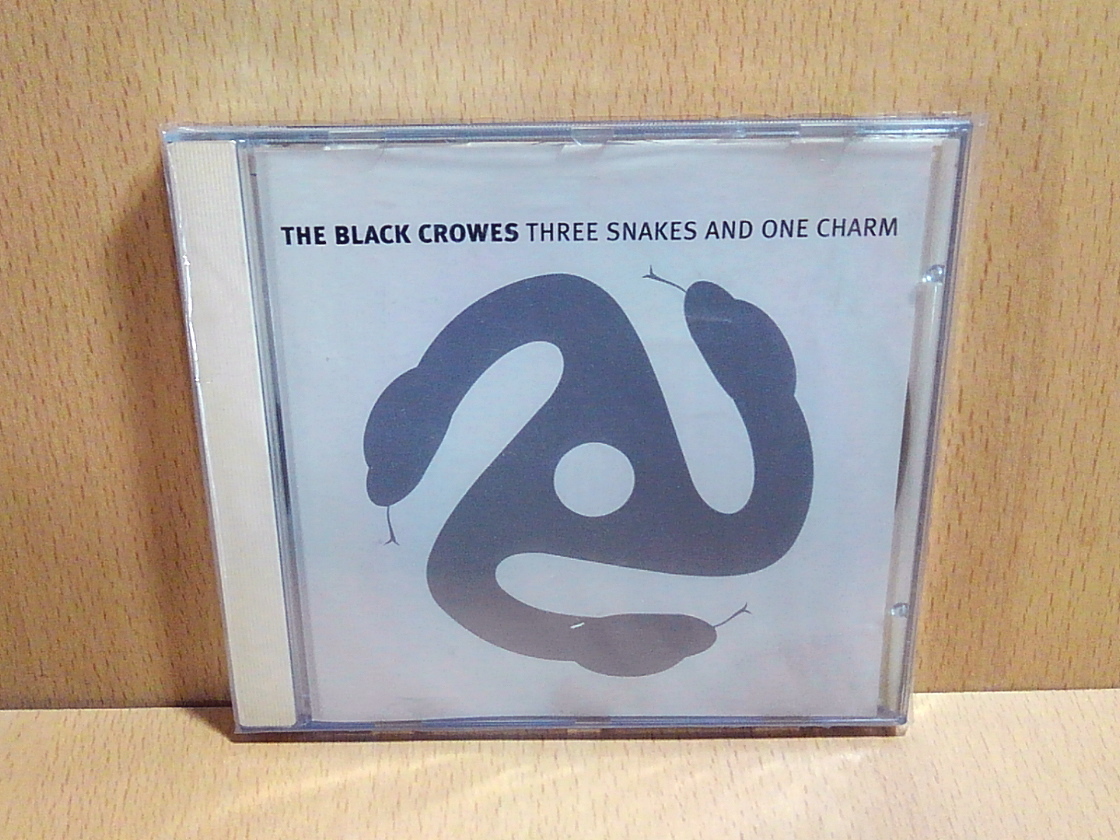 THE BLACK CROWES THREE SNAKES AND ONE CHARM